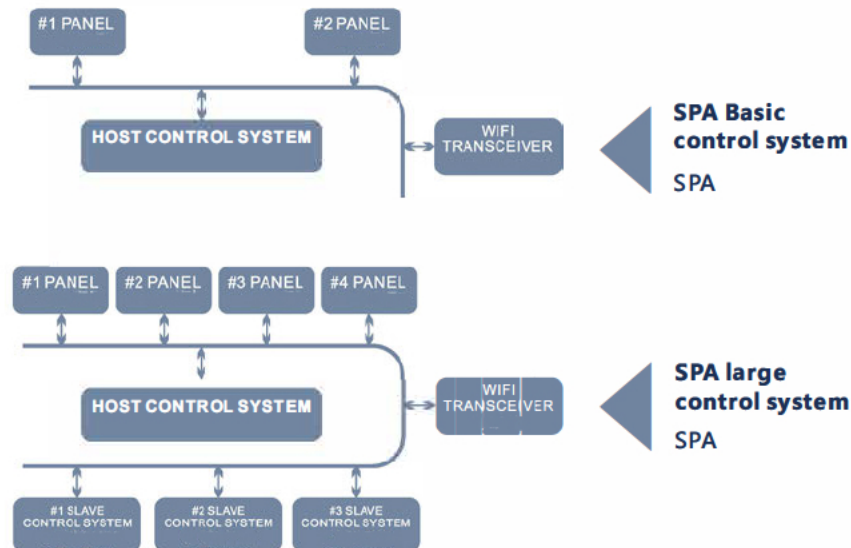 #1 PANEL
#2 PANEL
HOST CONTROL SYSTEM
WIFI
TRANSCEIVER
SPA Basic
control system
SPA
#1 PANEL
#2 PANEL
#3 PANEL
#4 PANEL
HOST CONTROL SYSTEM
WIFI
TRANSCEIVER
SPA large
control system
SPA
#1 SLAVE
CONTROL SYSTEM
#2 SLAVE
CONTROL SYSTEM
#3 SLAVE
CONTROL SYSTEM